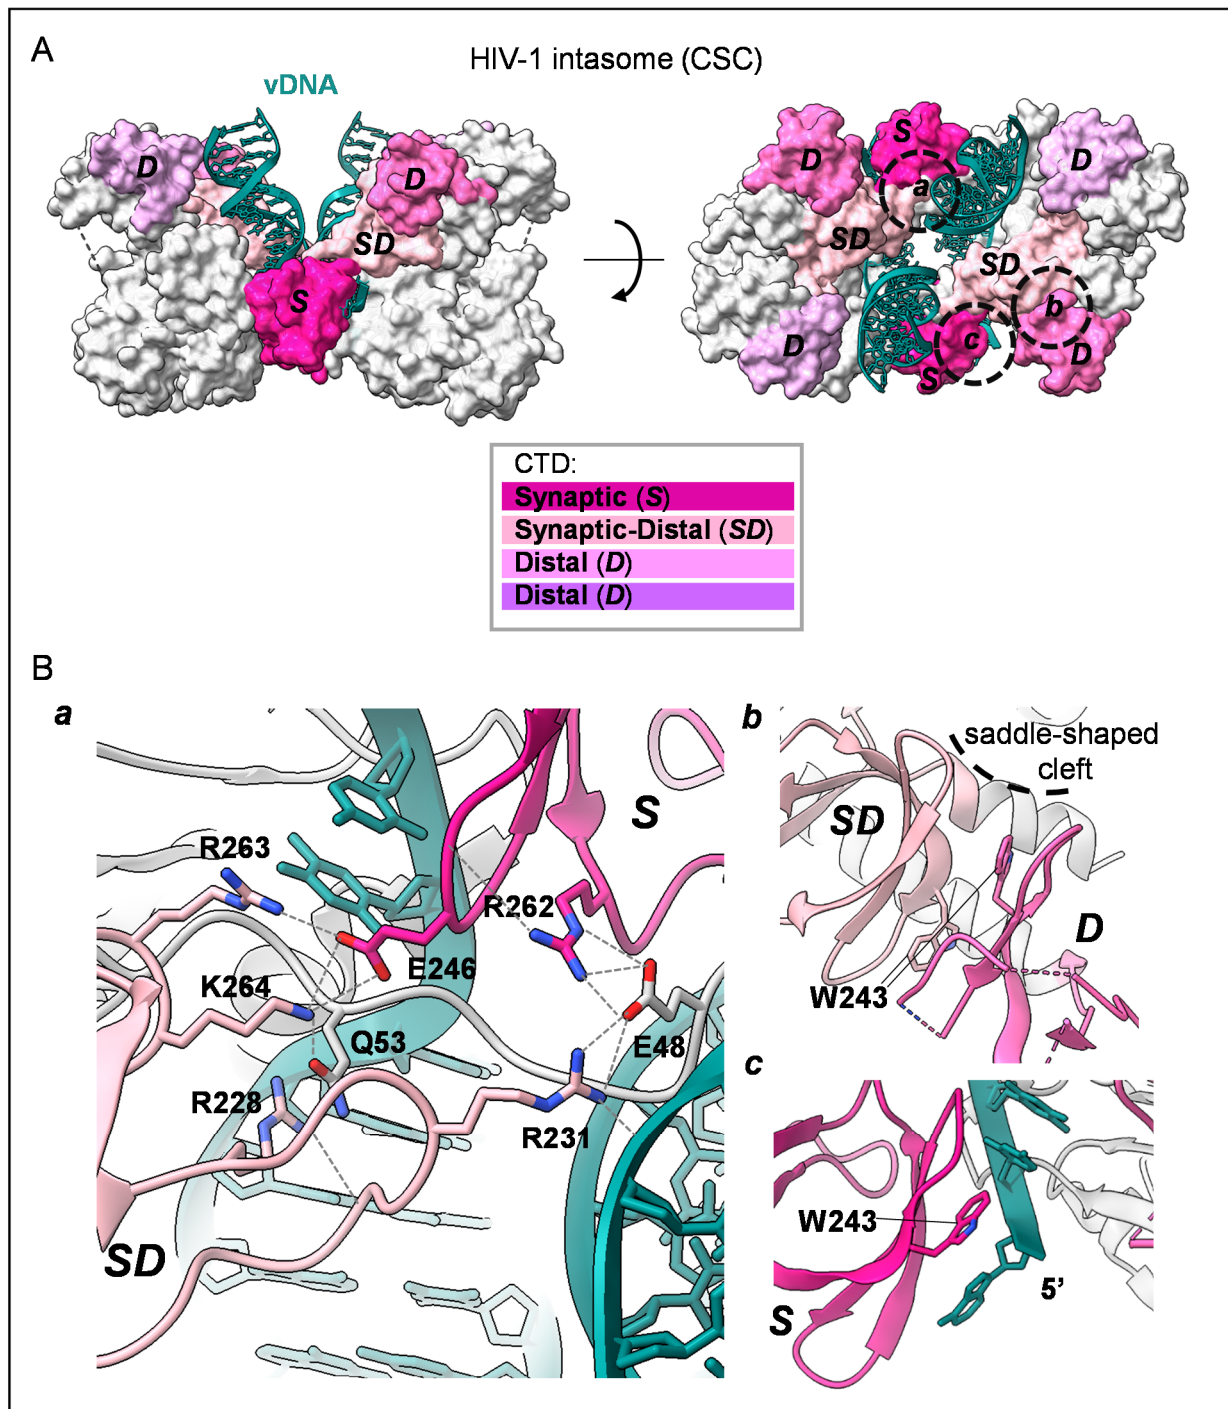 A
HIV-1 intasome (CSC)
vDNA
D
D
SD
S
S
D
D
a
SD
SD
b
c
D
D
S
CTD:
Synaptic (S)
Synaptic-Distal (SD)
Distal (D)
Distal (D)
B
a
R263
S
R262
E246
K264
Q53
E48
R228
R231
SD
b
saddle-shaped
cleft
SD
D
W243
c
W243
5’
S